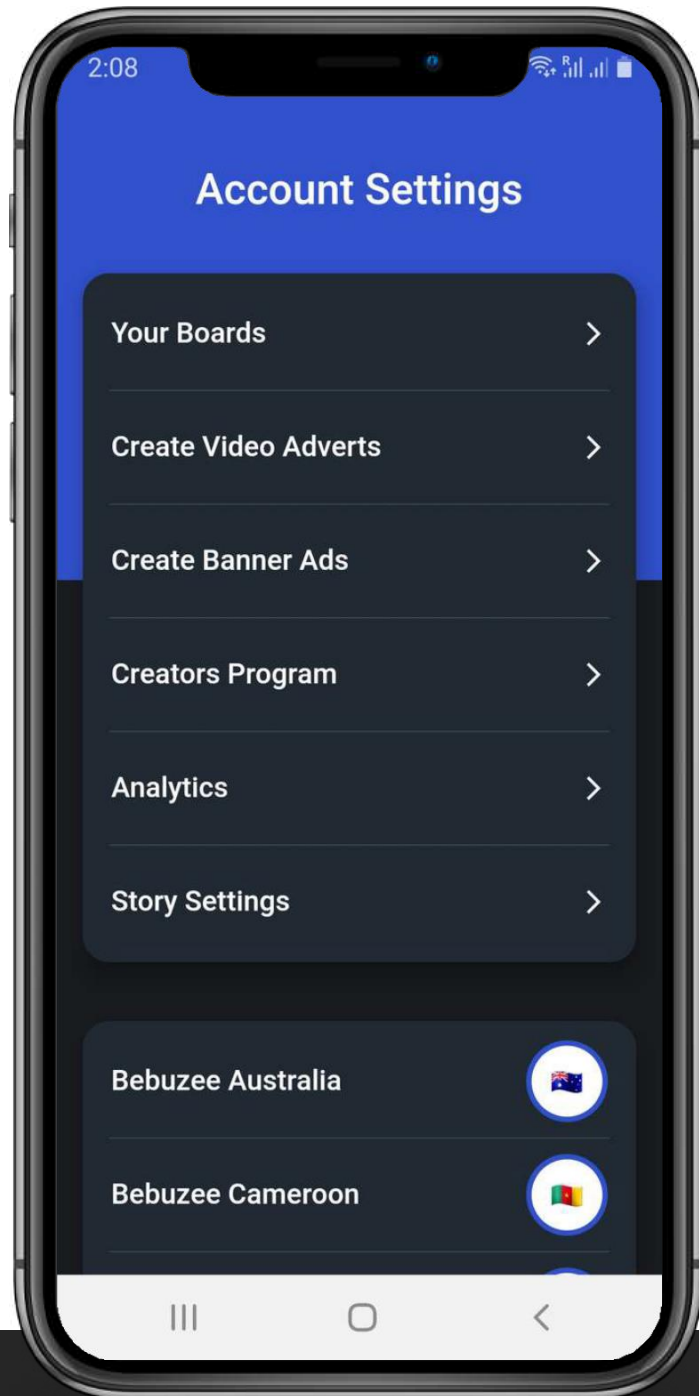 2:08
R
Account Settings
Your Boards
Create Video Adverts
Create Banner Ads
Creators Program
Analytics
Story Settings
Bebuzee Australia
Bebuzee Cameroon